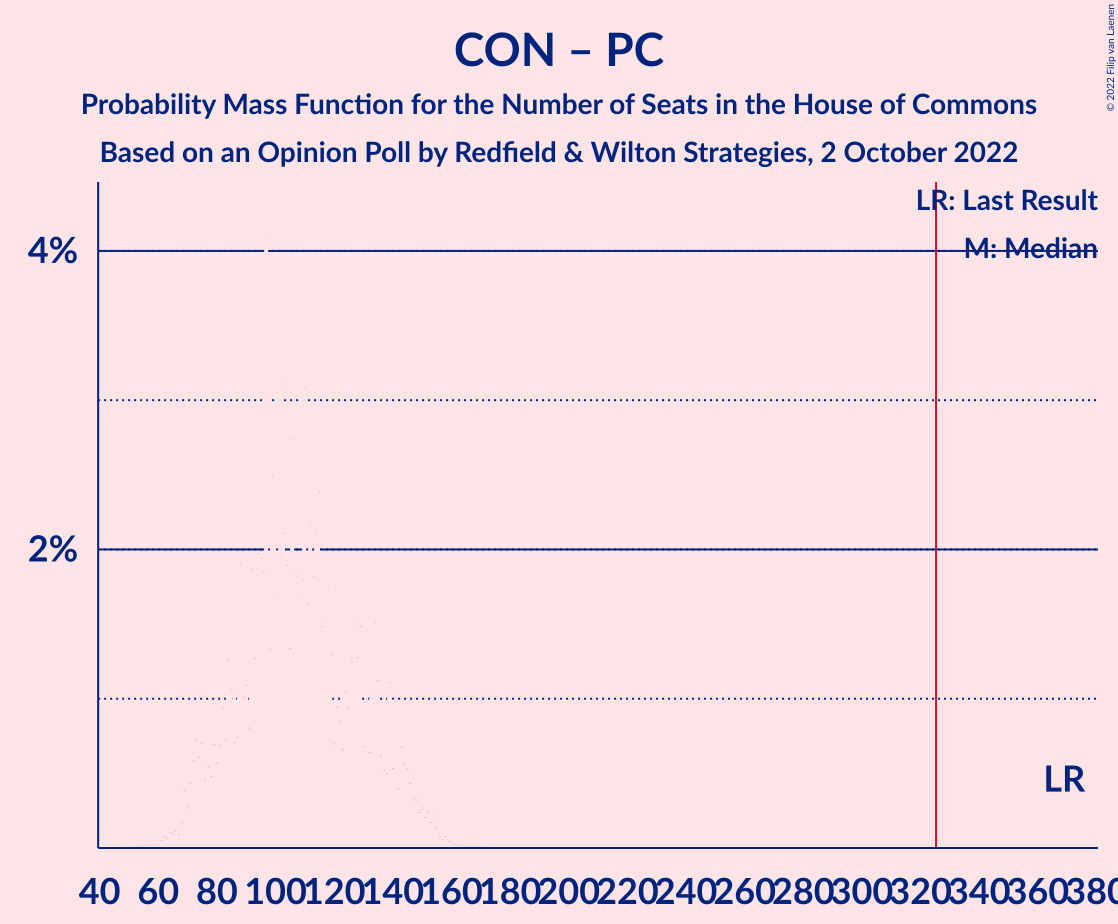 CON – PC
Probability Mass Function for the Number of Seats in the House of Commons
Based on an Opinion Poll by Redfield & Wilton Strategies, 2 October 2022
© 2022 Filip van Laenen
LR: Last Result
M: Median
4%
2%
LR
40 60 80 100 120 140 160 180 200 220 240 260 280 300 320 340 360 380